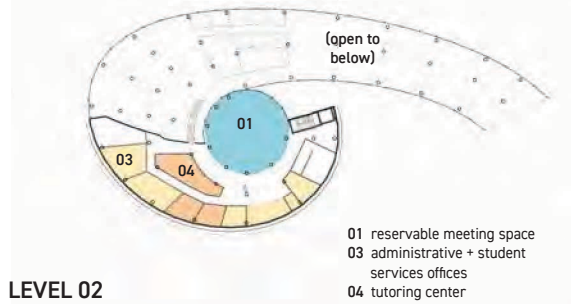 (open to
below)
01
03
04
01 reservable meeting space
03 administrative + student
services offices
04 tutoring center
LEVEL 02